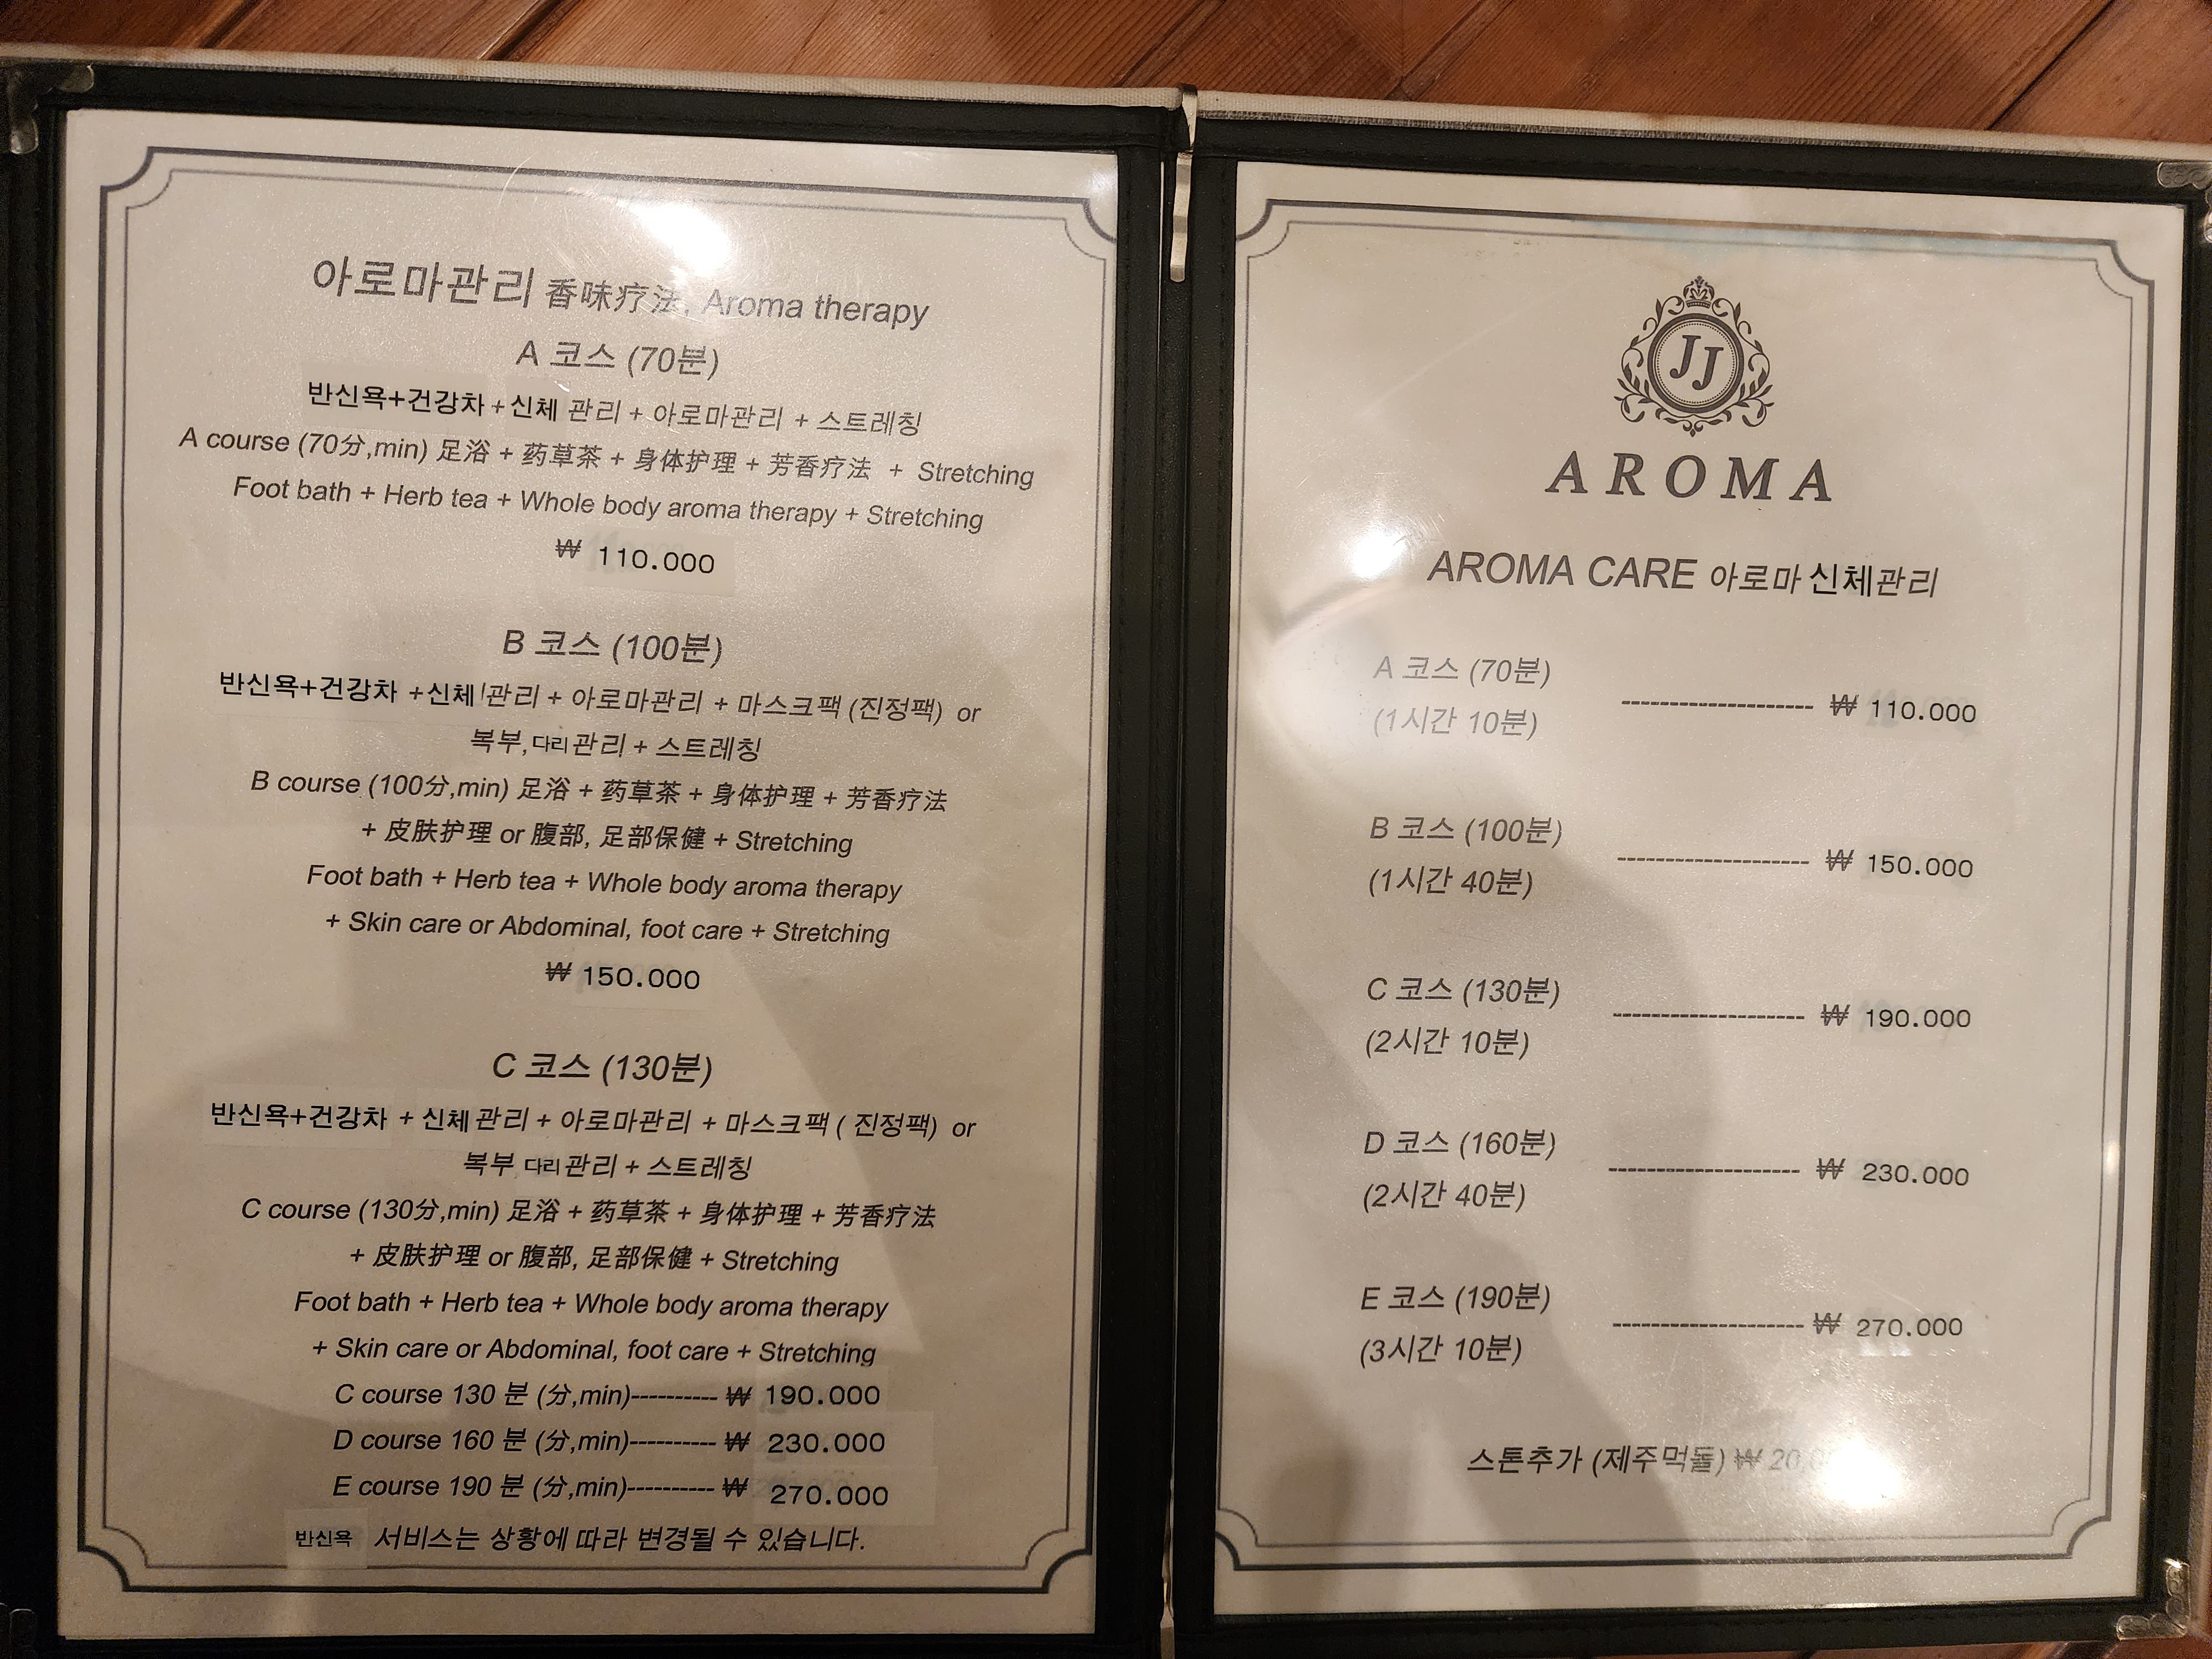 아로마관리 香味疗法, Aroma therapy
A 코스 (70분)
반신욕+건강차 + 신체 관리 + 아로마관리 + 스트레칭
A course (70分,min) 足浴 + 药草茶 + 身体护理 + 芳香疗法 + Stretching
Foot bath + Herb tea + Whole body aroma therapy + Stretching
₩ 110.000
B 코스 (100분)
반신욕+건강차 +신체 관리 + 아로마관리 + 마스크팩 (진정팩) or
복부,다리관리 + 스트레칭
B course (100分,min) 足浴 + 药草茶 + 身体护理 + 芳香疗法
+ 皮肤护理 or 腹部, 足部保健 + Stretching
Foot bath + Herb tea + Whole body aroma therapy
+ Skin care or Abdominal, foot care + Stretching
₩ 150.000
C 코스 (130분)
반신욕+건강차 + 신체관리 + 아로마관리 + 마스크팩 ( 진정팩) or
복부 다리관리 + 스트레칭
C course (130分,min) 足浴 + 药草茶 + 身体护理 + 芳香疗法
+ 皮肤护理 or 腹部, 足部保健 + Stretching
Foot bath + Herb tea + Whole body aroma therapy
+ Skin care or Abdominal, foot care + Stretching
C course 130 분 (分,min)---------- ₩ 190.000
D course 160 분 (分,min)---------- ₩ 230.000
E course 190 분 (分,min)---------- ₩ 270.000
반신욕 서비스는 상황에 따라 변경될 수 있습니다.
JJ
AROMA
AROMA CARE 아로마 신체관리
A 코스 (70분)
(1시간 10분)
-------------------- ₩ 110.000
B 코스 (100분)
(1시간 40분)
-------------------- ₩ 150.000
C 코스 (130분)
(2시간 10분)
-------------------- ₩ 190.000
D 코스 (160분)
(2시간 40분)
-------------------- ₩ 230.000
E 코스 (190분)
(3시간 10분)
-------------------- ₩ 270.000
스톤추가 (제주먹돌) ₩